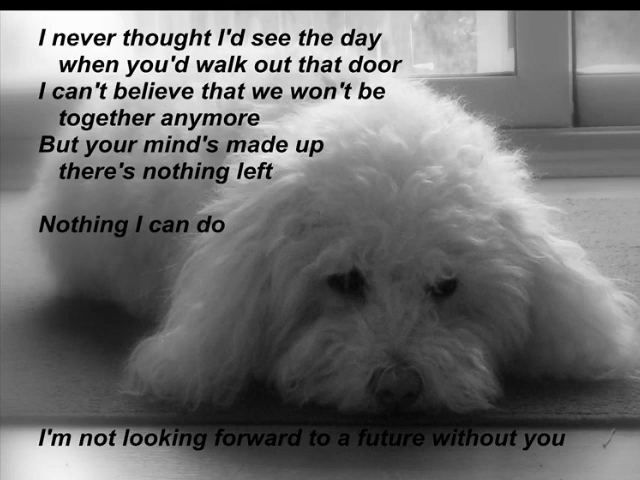 I never thought I'd see the day
when you'd walk out that door
I can't believe that we won't be
together anymore
But your mind's made up
there's nothing left
Nothing I can do
I'm not looking forward to a future without you